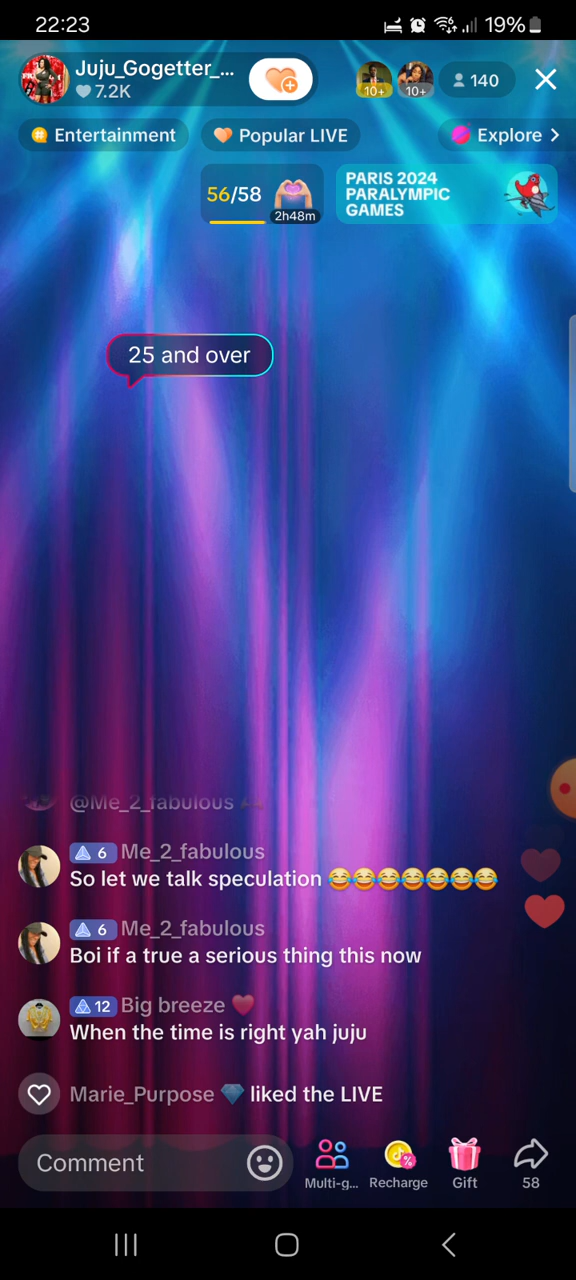 22:23
19%
Juju_Gogetter_...
7.2K
10+
10+
140
Entertainment
Popular LIVE
Explore >
56/58
2h48m
PARIS 2024
PARALYMPIC
GAMES
25 and over
@Me_2_fabulous
6 Me_2_fabulous
So let we talk speculation 😂😂😂😂😂😂😂
6 Me_2_fabulous
Boi if a true a serious thing this now
12 Big breeze ❤️
When the time is right yah juju
Marie_Purpose 💎 liked the LIVE
Comment
Multi-g...
Recharge
Gift
58